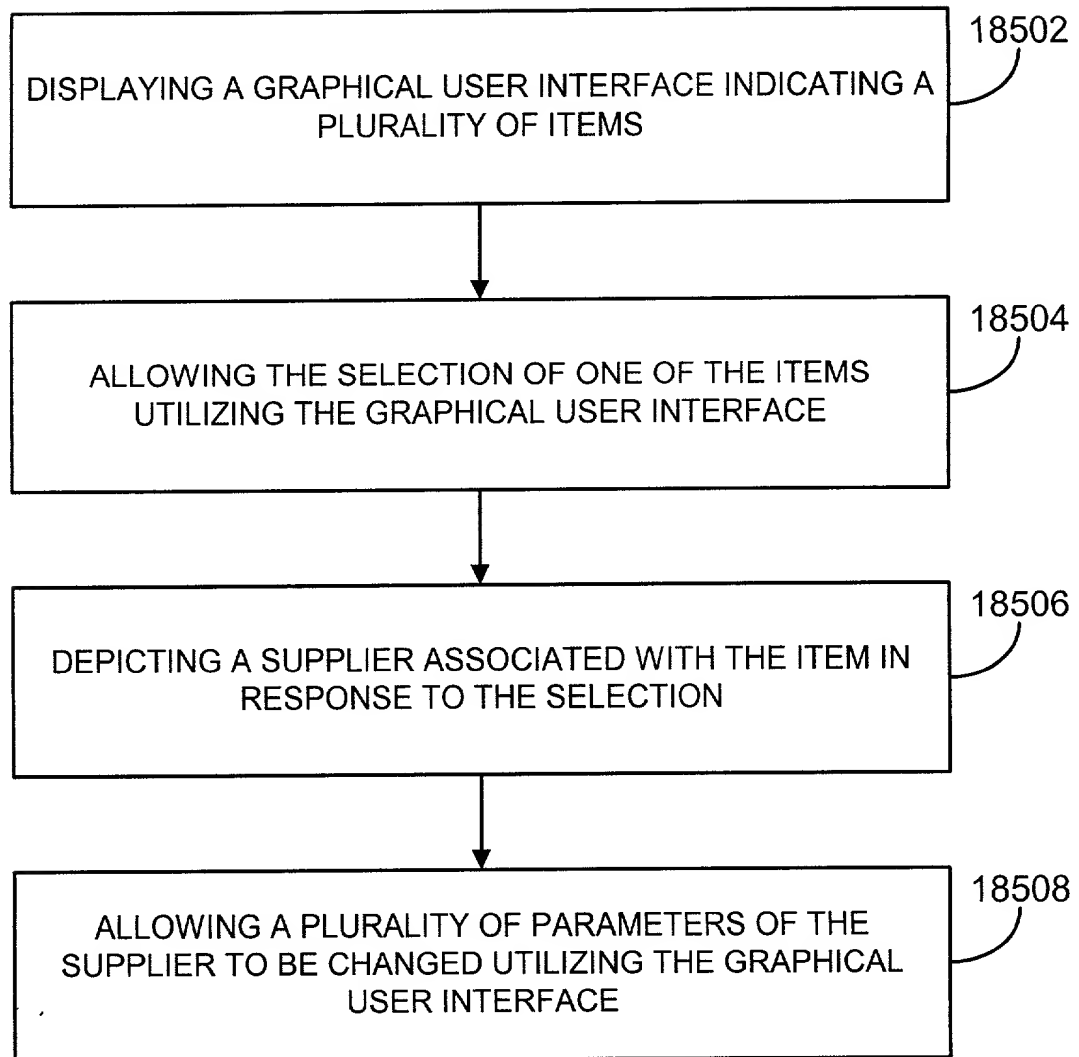 18502
DISPLAYING A GRAPHICAL USER INTERFACE INDICATING A
PLURALITY OF ITEMS
18504
ALLOWING THE SELECTION OF ONE OF THE ITEMS
UTILIZING THE GRAPHICAL USER INTERFACE
18506
DEPICTING A SUPPLIER ASSOCIATED WITH THE ITEM IN
RESPONSE TO THE SELECTION
18508
ALLOWING A PLURALITY OF PARAMETERS OF THE
SUPPLIER TO BE CHANGED UTILIZING THE GRAPHICAL
USER INTERFACE